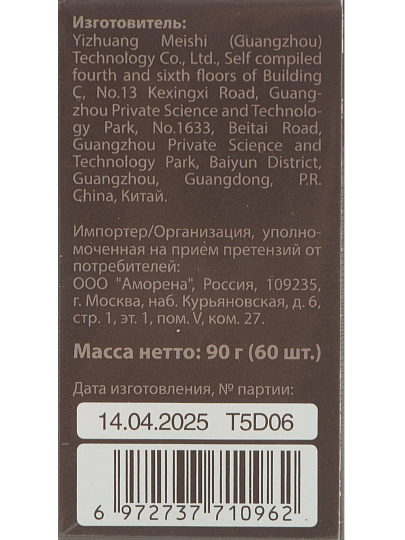 Изготовитель:
Yizhuang Meishi (Guangzhou)
Technology Co., Ltd., Self compiled
fourth and sixth floors of Building
C, No.13 Kexingxi Road, Guang-
zhou Private Science and Technolo-
gy Park, No.1633, Beitai Road,
Guangzhou Private Science and
Technology Park, Baiyun District,
Guangzhou, Guangdong, P.R.
China, Китай.
Импортер/Организация, уполно-
моченная на прием претензий от
потребителей:
ООО "Аморена", Россия, 109235,
г. Москва, наб. Курьяновская, д. 6,
стр. 1, эт. 1, пом. V, ком. 27.
Масса нетто: 90 г (60 шт.)
Дата изготовления, № партии:
14.04.2025 T5D06
6 972737 710962